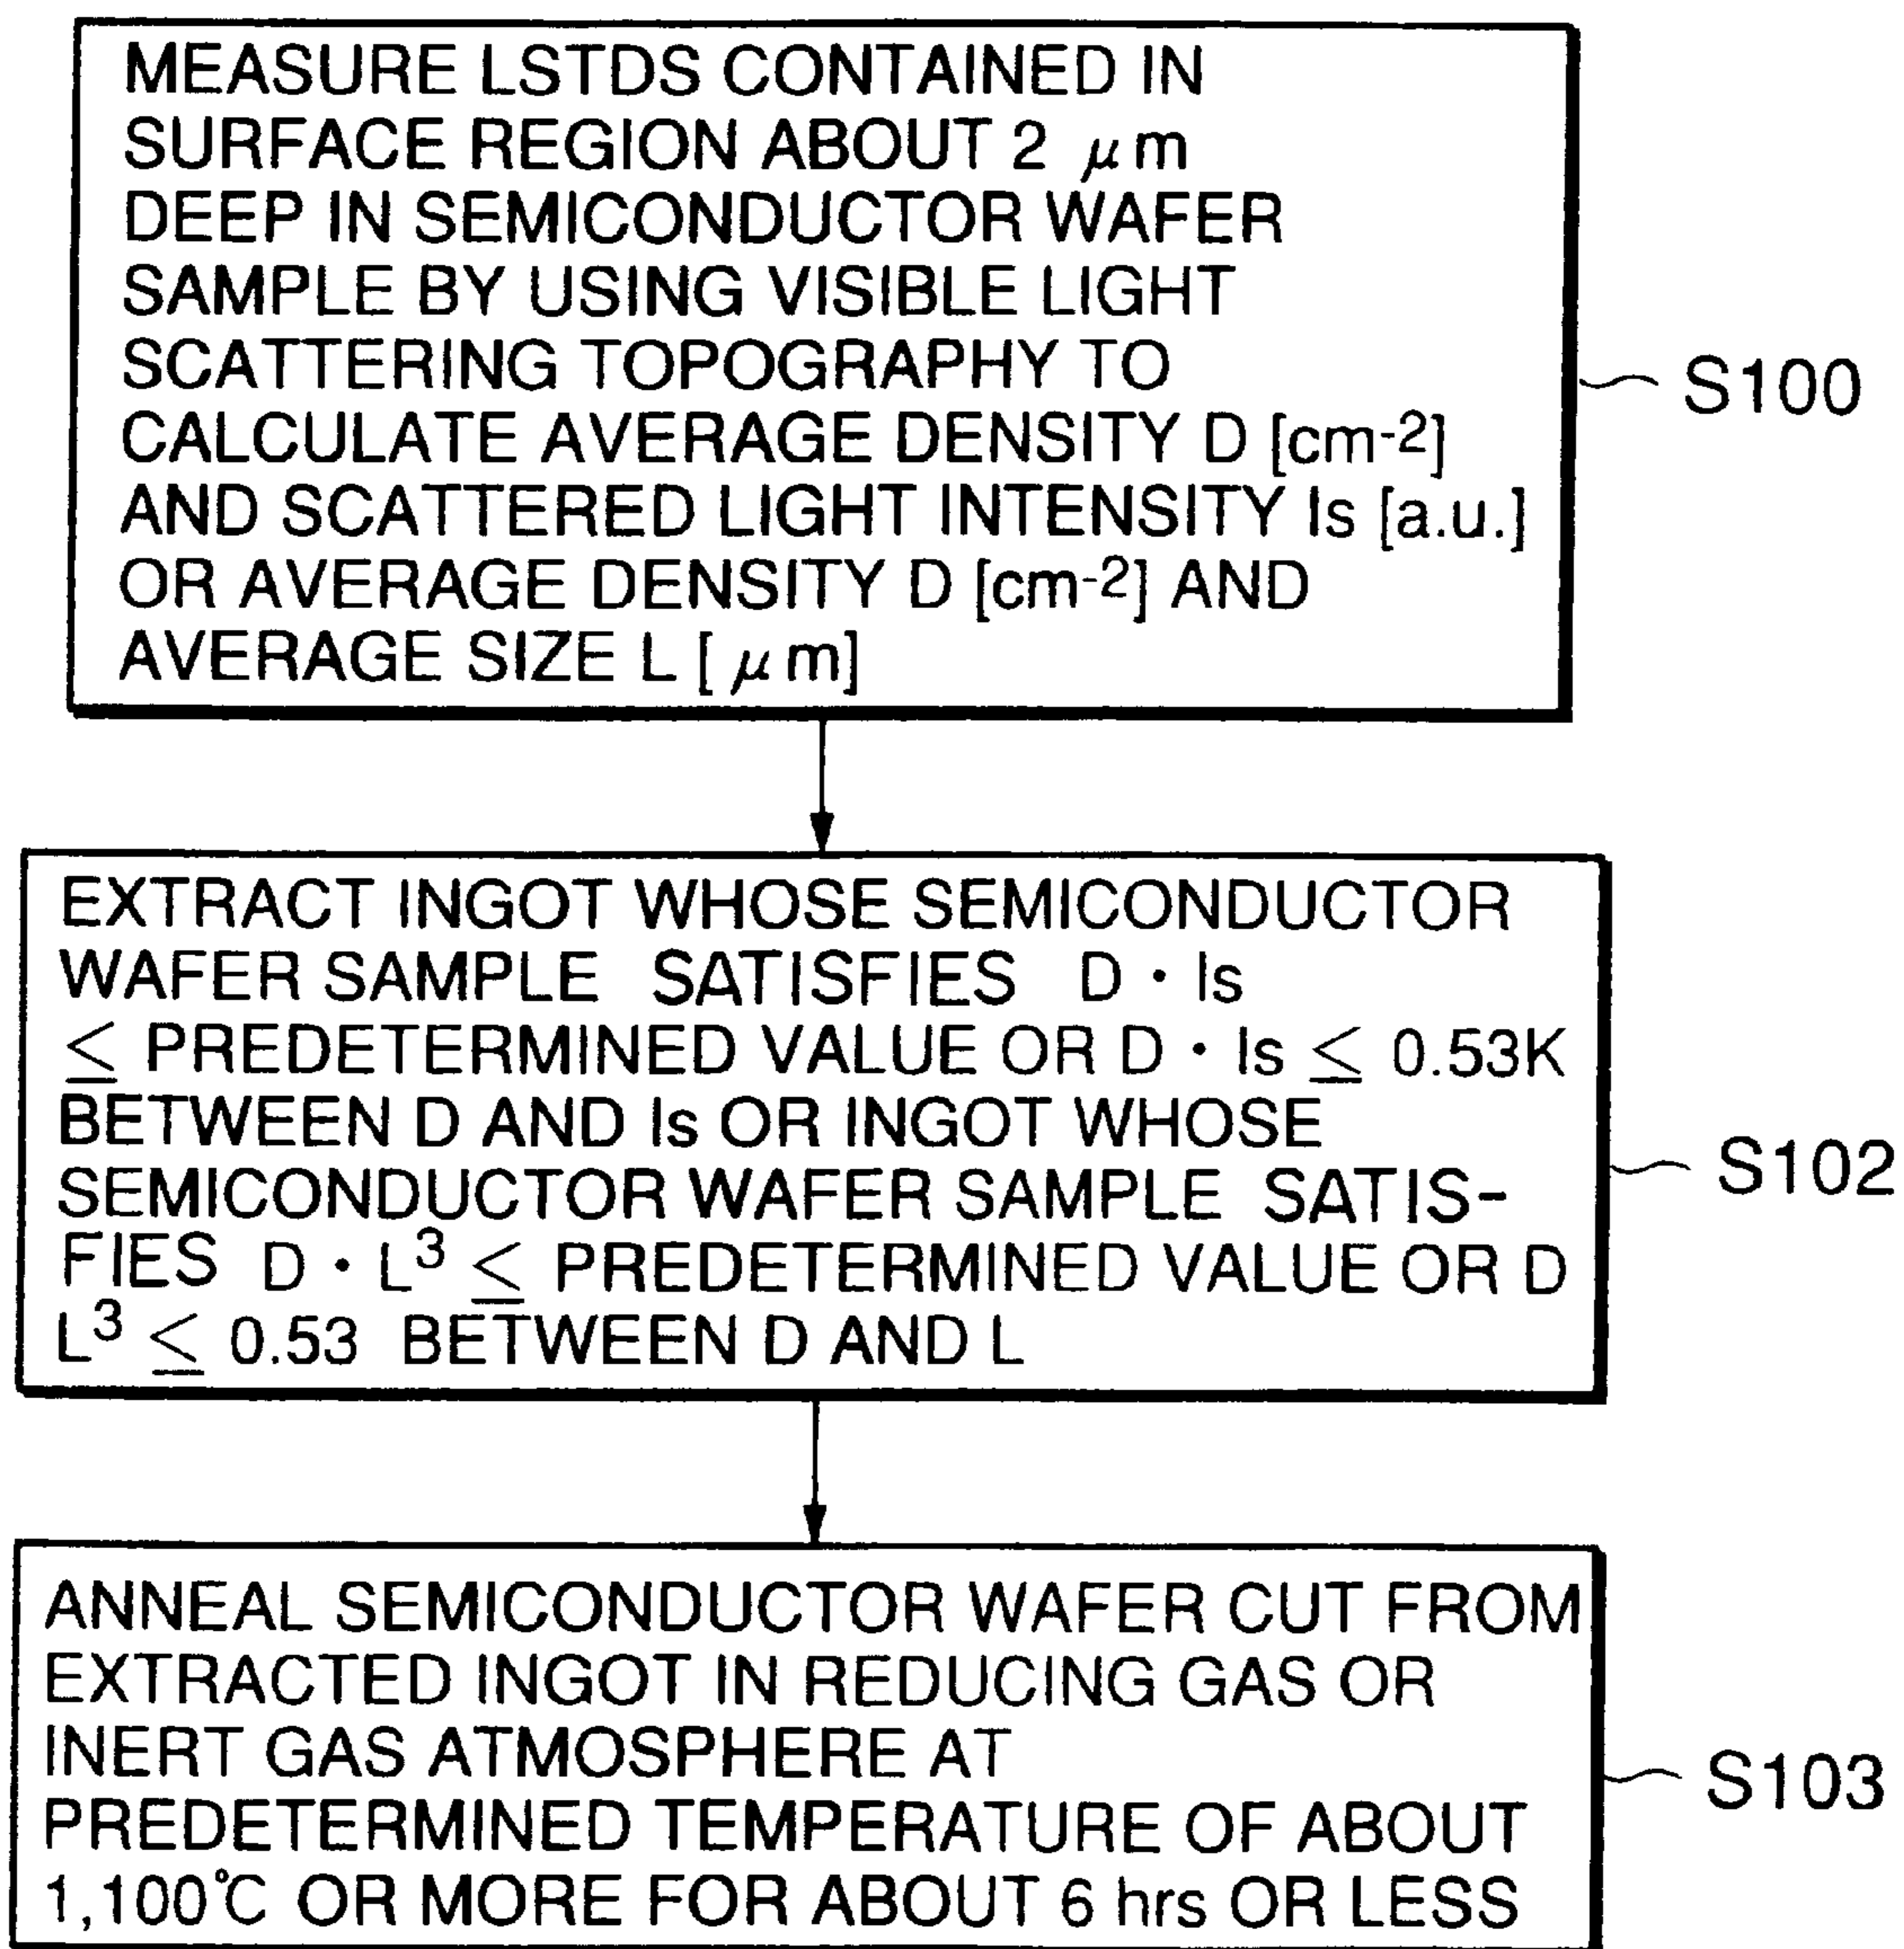 MEASURE LSTDS CONTAINED IN
SURFACE REGION ABOUT 2 μm
DEEP IN SEMICONDUCTOR WAFER
SAMPLE BY USING VISIBLE LIGHT
SCATTERING TOPOGRAPHY TO
CALCULATE AVERAGE DENSITY D [cm⁻²]
AND SCATTERED LIGHT INTENSITY Is [a.u.]
OR AVERAGE DENSITY D [cm⁻²] AND
AVERAGE SIZE L [ μm]
S100
EXTRACT INGOT WHOSE SEMICONDUCTOR
WAFER SAMPLE SATISFIES D · Is
≤ PREDETERMINED VALUE OR D · Is ≤ 0.53K
BETWEEN D AND Is OR INGOT WHOSE
SEMICONDUCTOR WAFER SAMPLE SATIS-
FIES D · L³ ≤ PREDETERMINED VALUE OR D
L³ ≤ 0.53 BETWEEN D AND L
S102
ANNEAL SEMICONDUCTOR WAFER CUT FROM
EXTRACTED INGOT IN REDUCING GAS OR
INERT GAS ATMOSPHERE AT
PREDETERMINED TEMPERATURE OF ABOUT
1,100℃ OR MORE FOR ABOUT 6 hrs OR LESS
S103